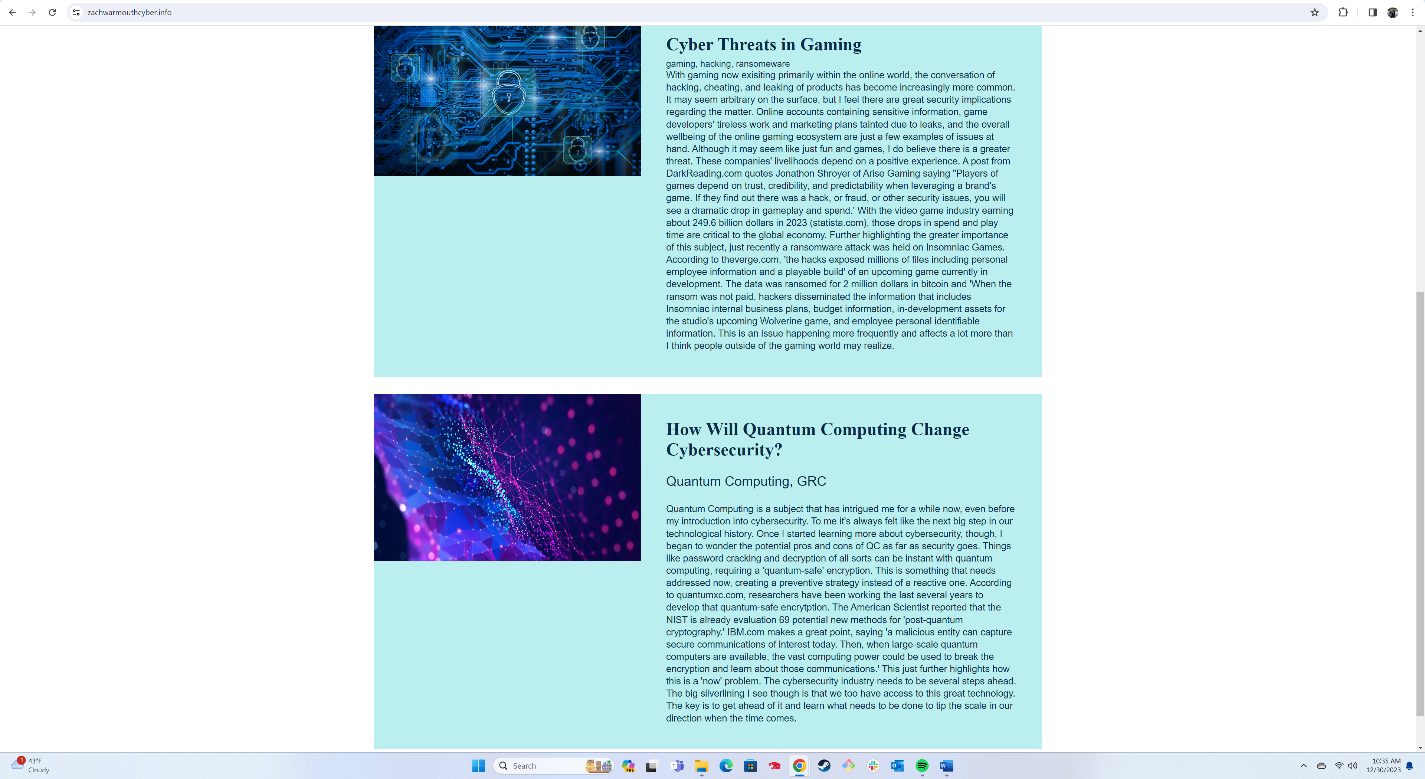 zachwarmouthcyber.info
Cyber Threats in Gaming
gaming, hacking, ransomeware
With gaming now exisiting primarily within the online world, the conversation of
hacking, cheating, and leaking of products has become increasingly more common.
It may seem arbitrary on the surface, but I feel there are great security implications
regarding the matter. Online accounts containing sensitive information, game
developers' tireless work and marketing plans tainted due to leaks, and the overall
wellbeing of the online gaming ecosystem are just a few examples of issues at
hand. Although it may seem like just fun and games, I do believe there is a greater
threat. These companies' livelihoods depend on a positive experience. A post from
DarkReading.com quotes Jonathon Shroyer of Arise Gaming saying "Players of
games depend on trust, credibility, and predictability when leveraging a brand's
game. If they find out there was a hack, or fraud, or other security issues, you will
see a dramatic drop in gameplay and spend.' With the video game industry earning
about 249.6 billion dollars in 2023 (statista.com), those drops in spend and play
time are critical to the global economy. Further highlighting the greater importance
of this subject, just recently a ransomware attack was held on Insomniac Games.
According to theverge.com, 'the hacks exposed millions of files including personal
employee information and a playable build' of an upcoming game currently in
development. The data was ransomed for 2 million dollars in bitcoin and 'When the
ransom was not paid, hackers disseminated the information that includes
Insomniac internal business plans, budget information, in-development assets for
the studio's upcoming Wolverine game, and employee personal identifiable
information. This is an issue happening more frequently and affects a lot more than
I think people outside of the gaming world may realize.
How Will Quantum Computing Change
Cybersecurity?
Quantum Computing, GRC
Quantum Computing is a subject that has intrigued me for a while now, even before
my introduction into cybersecurity. To me it's always felt like the next big step in our
technological history. Once I started learning more about cybersecurity, though, I
began to wonder the potential pros and cons of QC as far as security goes. Things
like password cracking and decryption of all sorts can be instant with quantum
computing, requiring a 'quantum-safe' encryption. This is something that needs
addressed now, creating a preventive strategy instead of a reactive one. According
to quantumxc.com, researchers have been working the last several years to
develop that quantum-safe encrytption. The American Scientist reported that the
NIST is already evaluation 69 potential new methods for 'post-quantum
cryptography.' IBM.com makes a great point, saying 'a malicious entity can capture
secure communications of interest today. Then, when large-scale quantum
computers are available, the vast computing power could be used to break the
encryption and learn about those communications.' This just further highlights how
this is a 'now' problem. The cybersecurity industry needs to be several steps ahead.
The big silverlining I see though is that we too have access to this great technology.
The key is to get ahead of it and learn what needs to be done to tip the scale in our
direction when the time comes.
1
43°F
Cloudy
Search
10:35 AM
12/30/2023